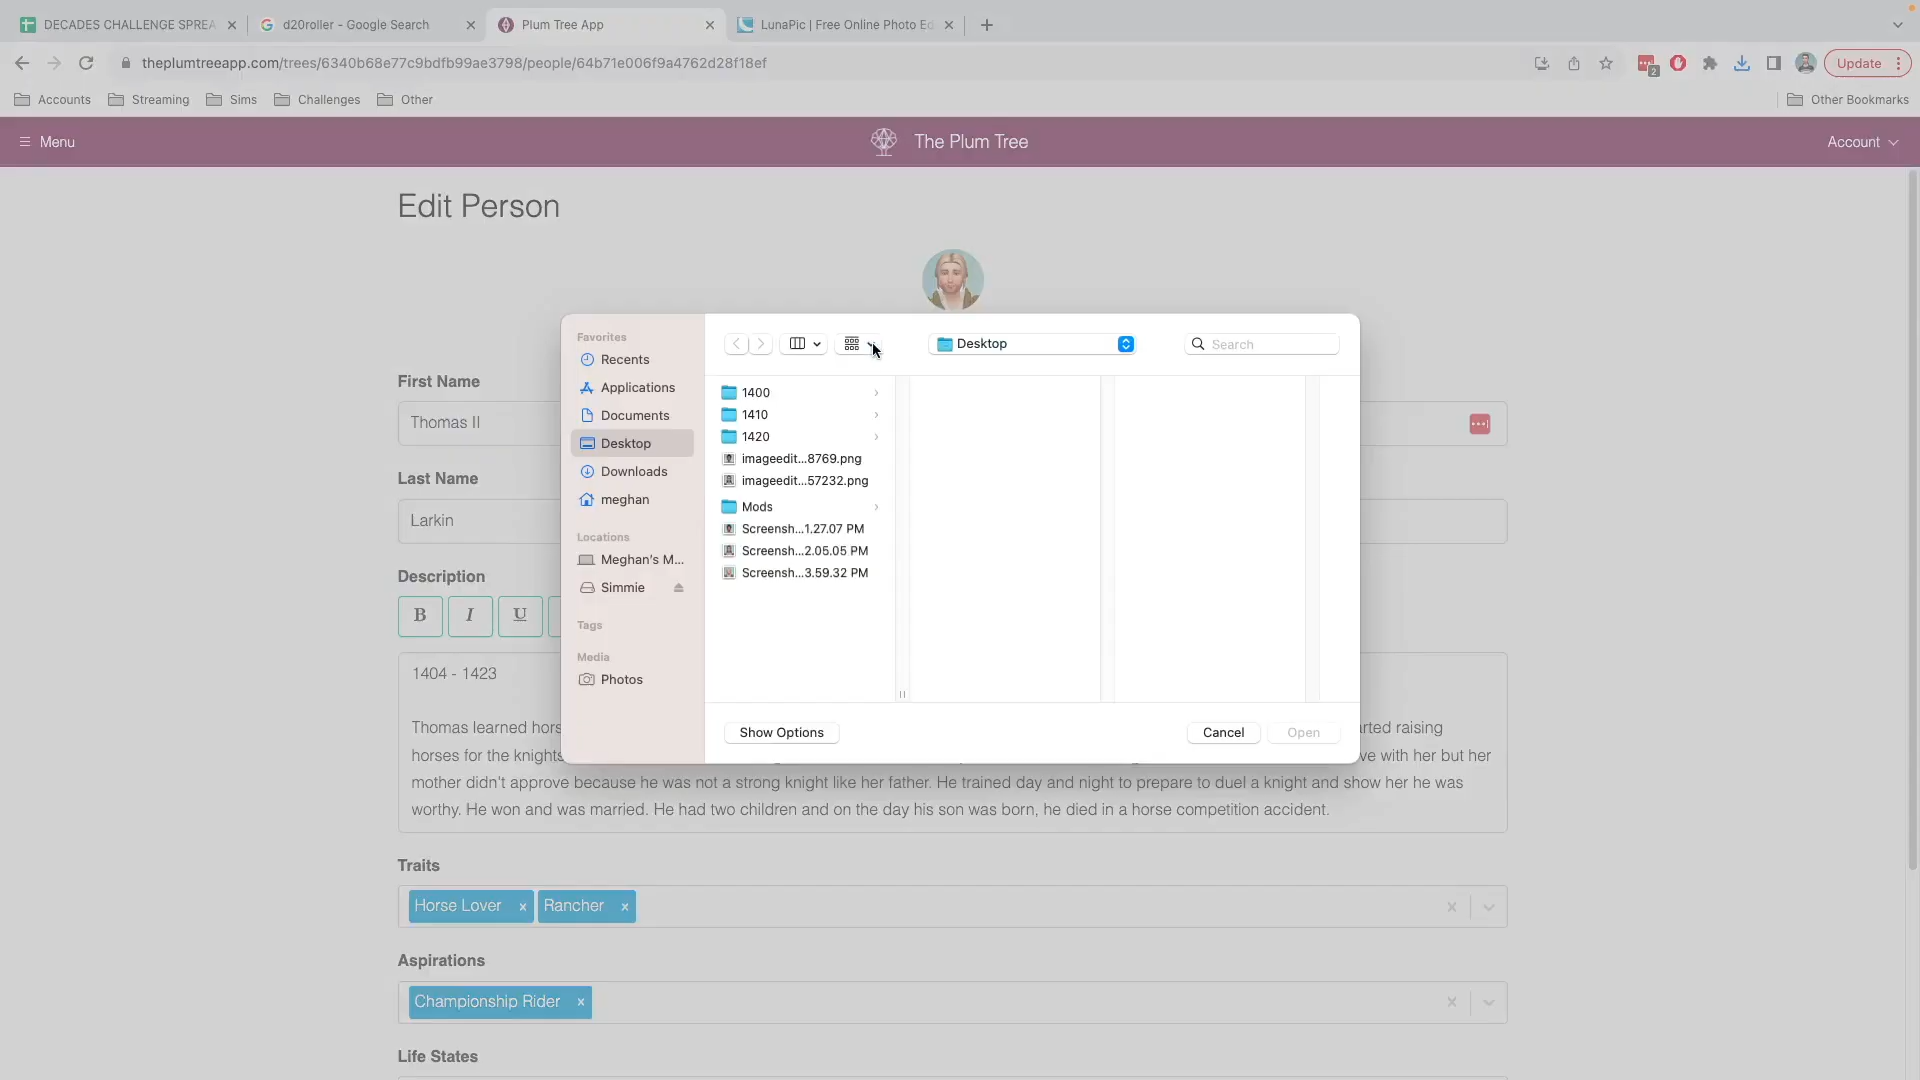 DECADES CHALLENGE SPREA
d20roller - Google Search
Plum Tree App
LunaPic | Free Online Photo Ed
theplumtreeapp.com/trees/6340b68e77c9bdfb99ae3798/people/64b71e006f9a4762d28f18ef
2
Update
Accounts
Streaming
Sims
Challenges
Other
Other Bookmarks
Menu
The Plum Tree
Account
Edit Person
Favorites
Recents
Applications
Documents
Desktop
Downloads
meghan
Locations
Meghan's M...
Simmie
Tags
Media
Photos
Desktop
Search
1400
1410
1420
imageedit...8769.png
imageedit...57232.png
Mods
Screensh...1.27.07 PM
Screensh...2.05.05 PM
Screensh...3.59.32 PM
Show Options
Cancel
Open
First Name
Thomas II
Last Name
Larkin
Description
B I U
1404 - 1423
Thomas learned hors
arted raising
horses for the knights
ve with her but her
mother didn't approve because he was not a strong knight like her father. He trained day and night to prepare to duel a knight and show her he was
worthy. He won and was married. He had two children and on the day his son was born, he died in a horse competition accident.
Traits
Horse Lover x Rancher x
Aspirations
Championship Rider x
Life States